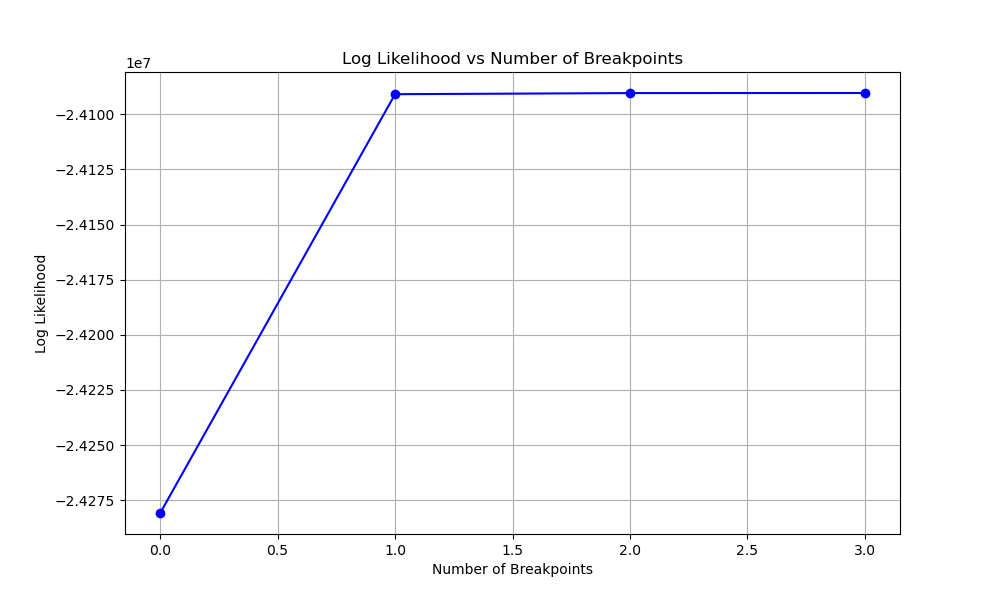 Log Likelihood vs Number of Breakpoints
1e7
−2.4100
−2.4125
−2.4150
−2.4175
−2.4200
−2.4225
−2.4250
−2.4275
Log Likelihood
0.0 0.5 1.0 1.5 2.0 2.5 3.0
Number of Breakpoints